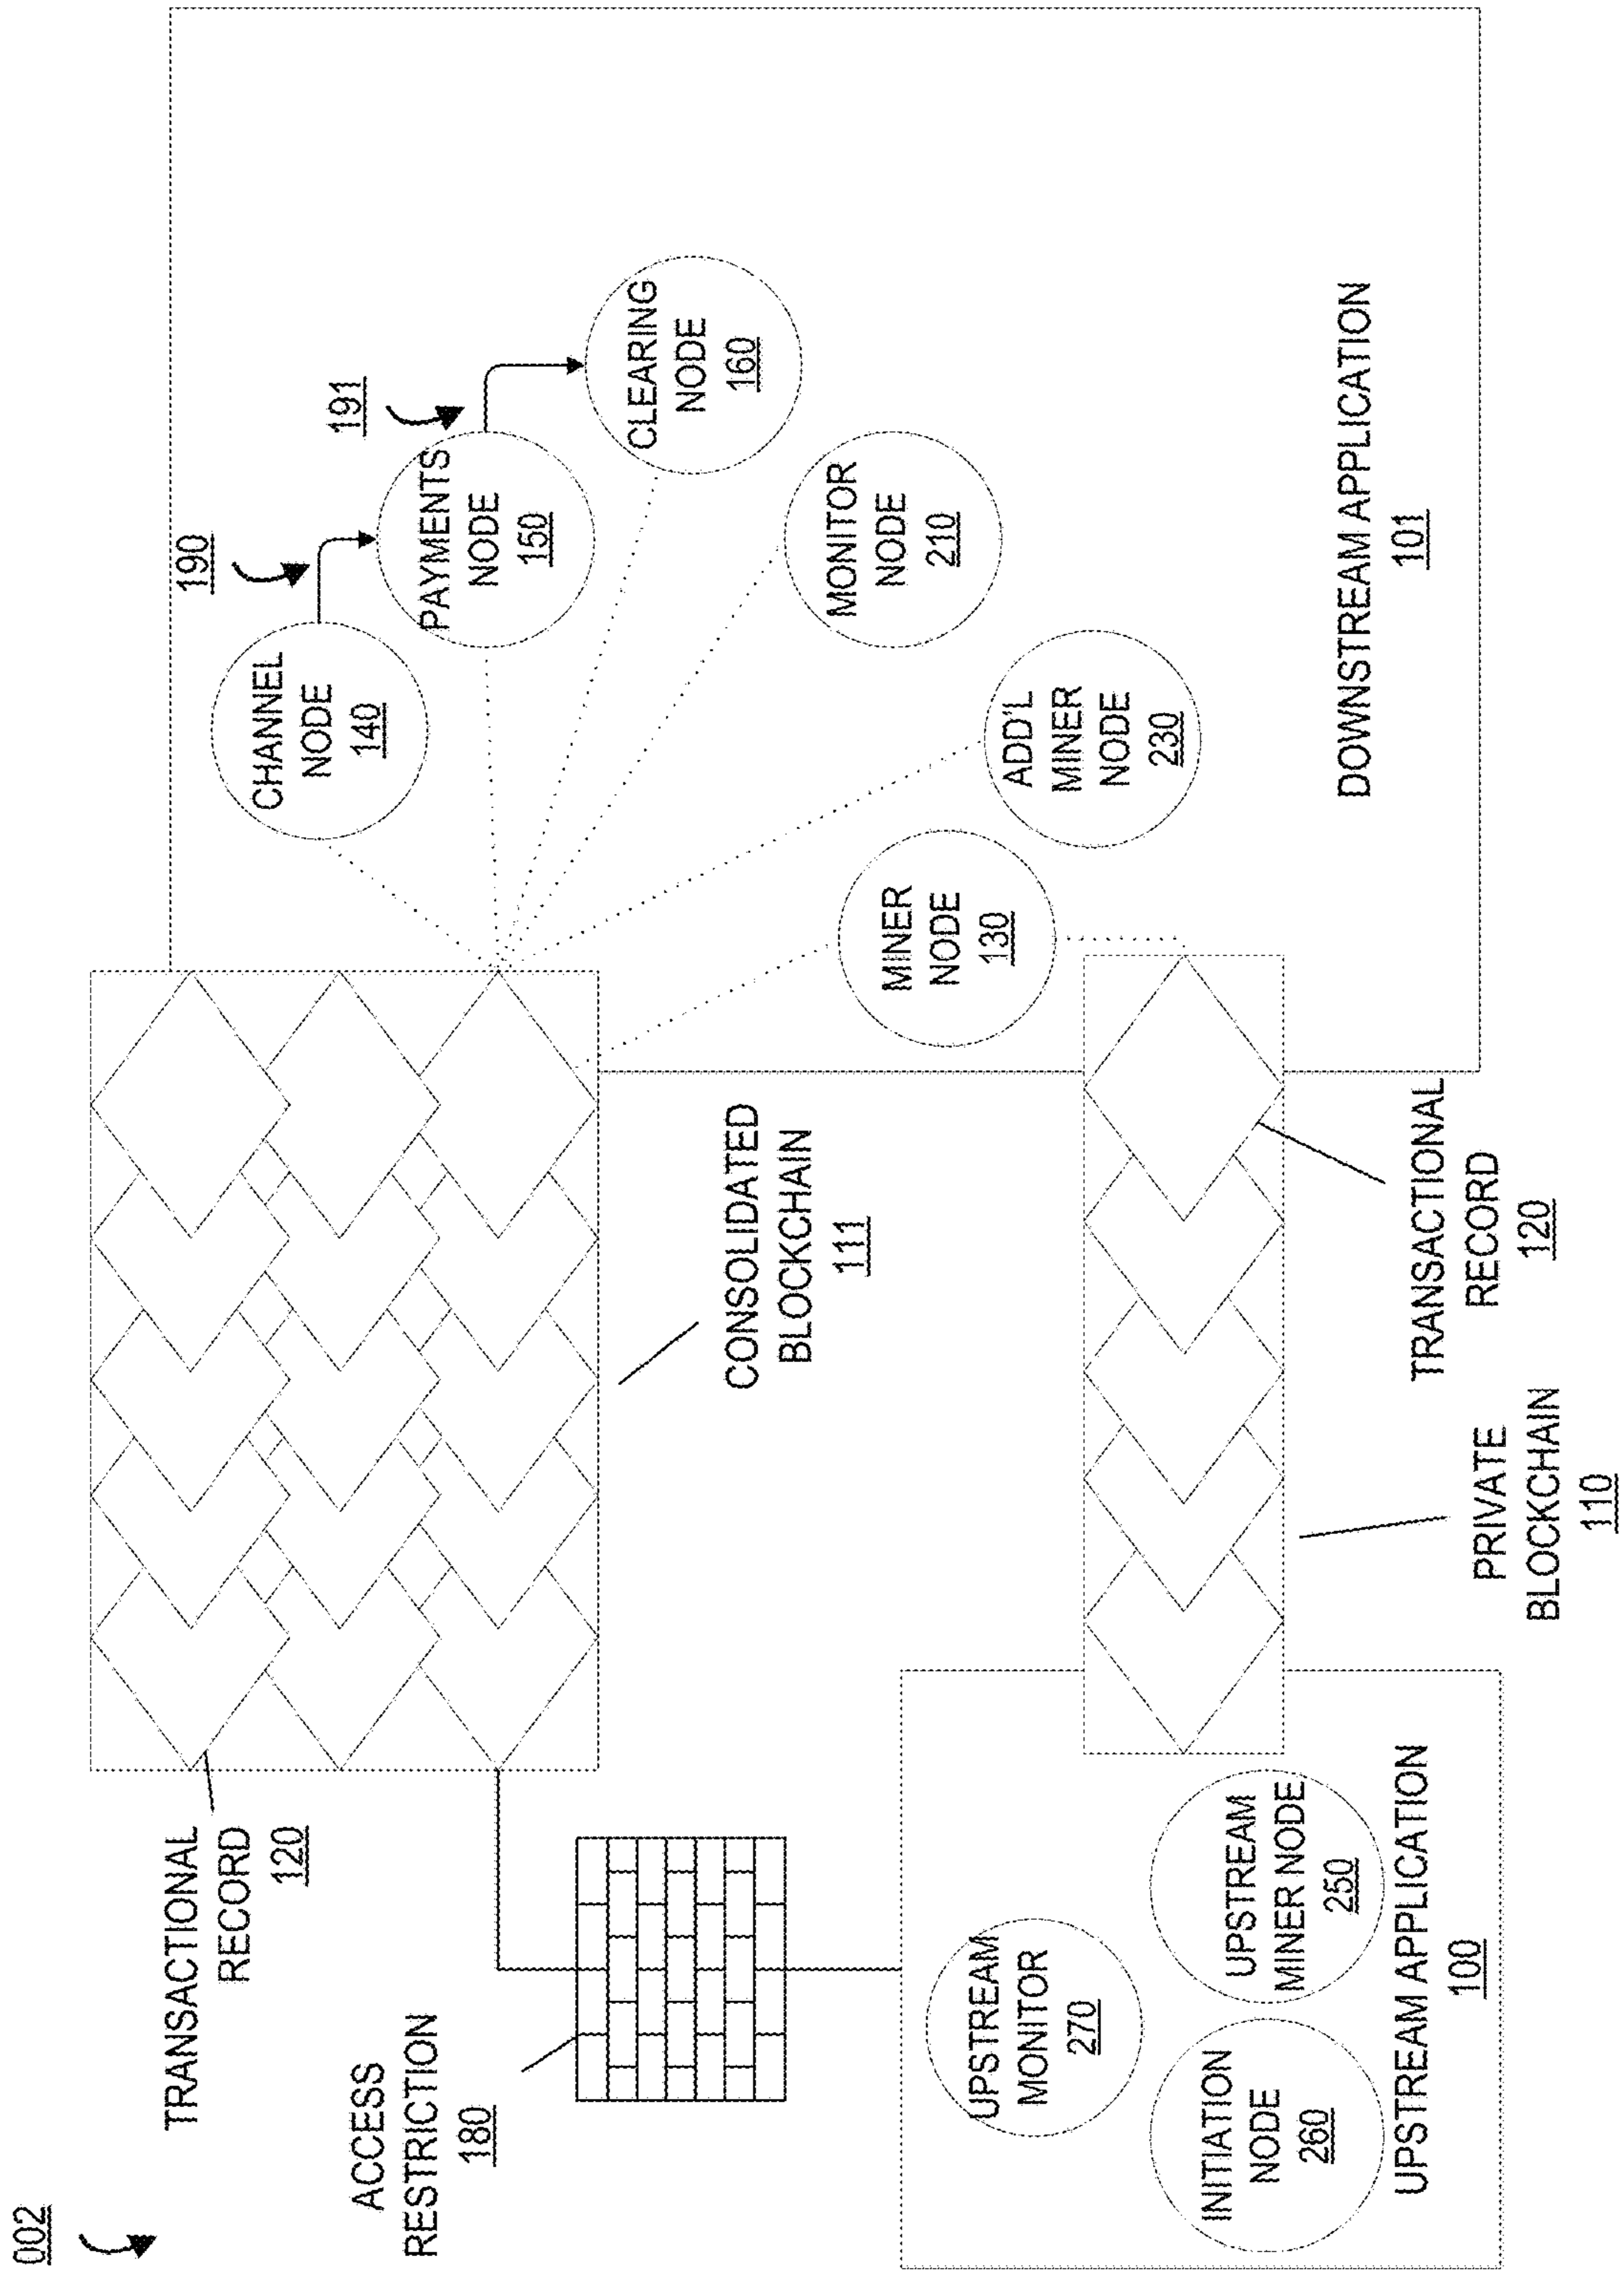 002
TRANSACTIONAL
RECORD
120
ACCESS
RESTRICTION
180
CONSOLIDATED
BLOCKCHAIN
111
190
191
CHANNEL
NODE
140
PAYMENTS
NODE
150
CLEARING
NODE
160
MONITOR
NODE
210
ADD'L
MINER
NODE
230
MINER
NODE
130
DOWNSTREAM APPLICATION
101
UPSTREAM
MONITOR
270
INITIATION
NODE
260
UPSTREAM
MINER NODE
250
UPSTREAM APPLICATION
100
PRIVATE
BLOCKCHAIN
110
TRANSACTIONAL
RECORD
120